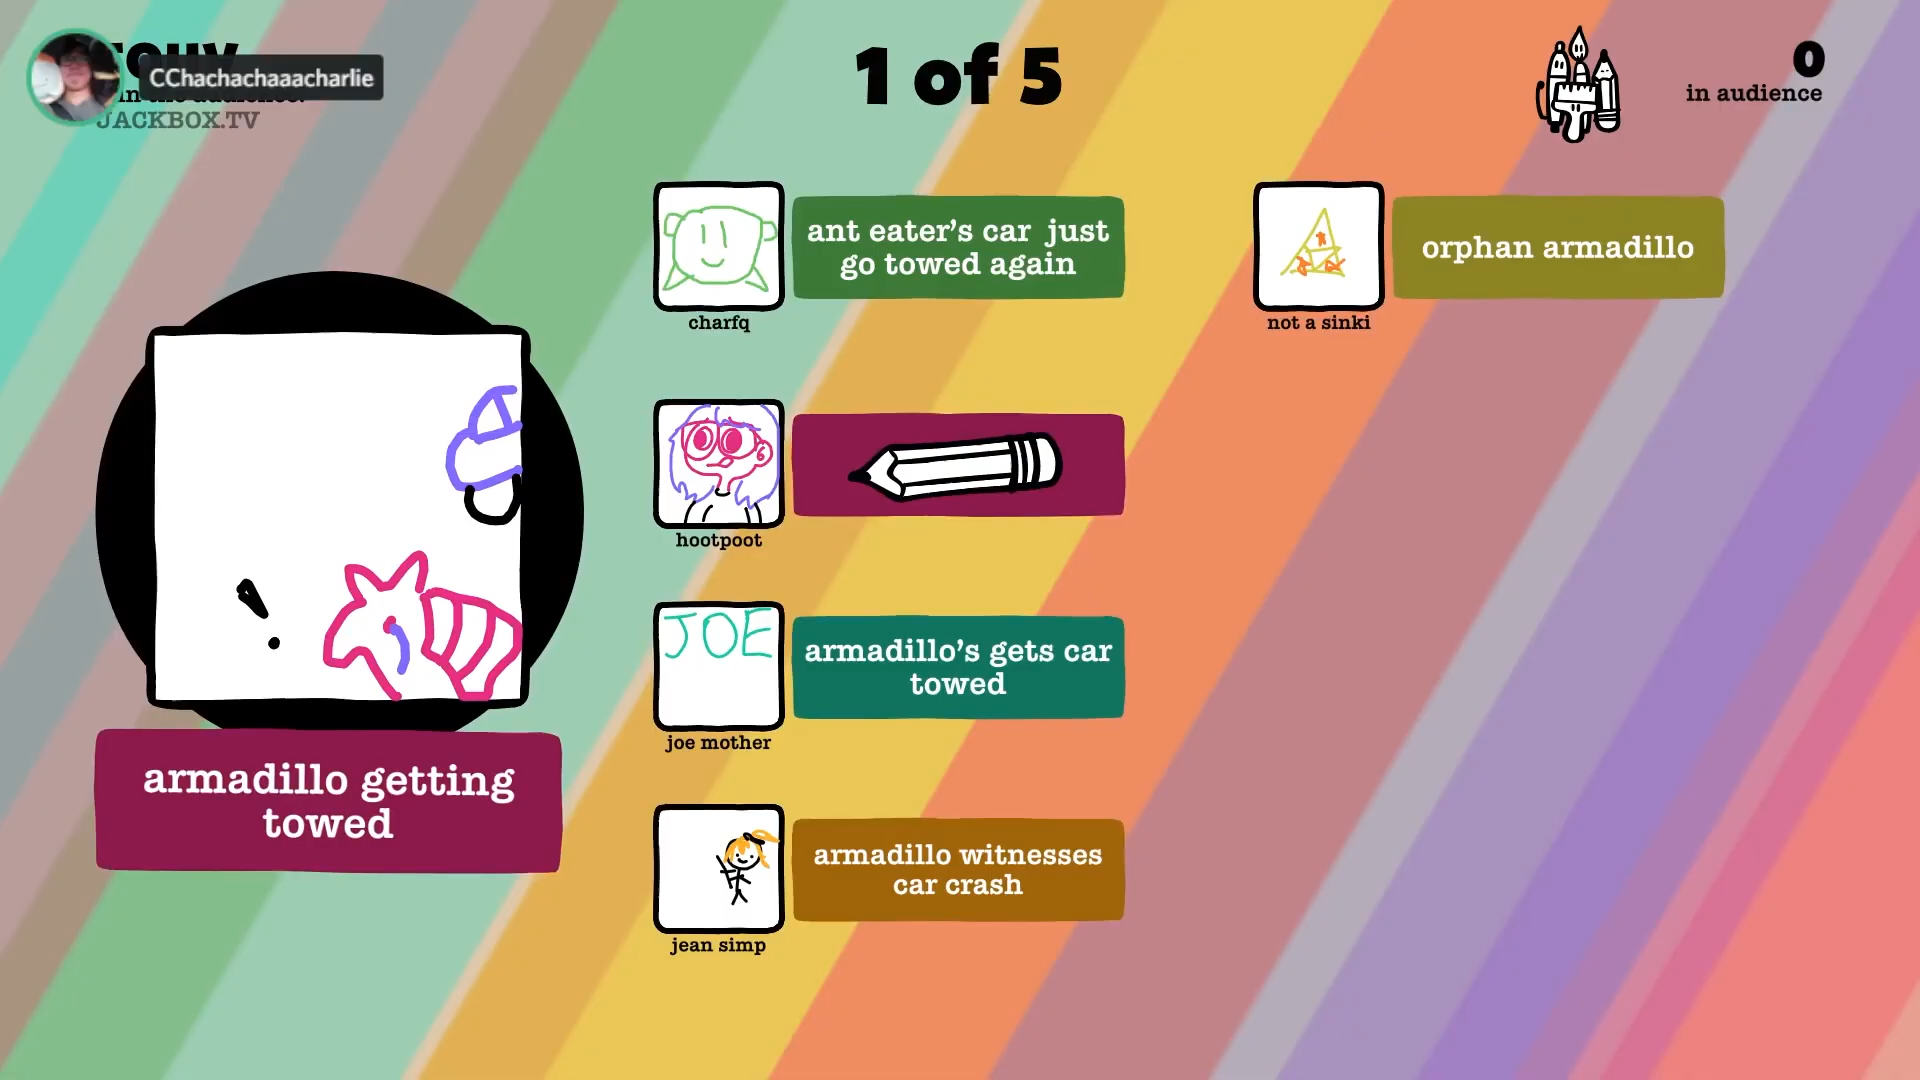 CChachachaaacharlie
JACKBOX.TV
1 of 5
0
in audience
ant eater's car just
go towed again
charfq
orphan armadillo
not a sinki
hootpoot
JOE
armadillo's gets car
towed
joe mother
armadillo getting
towed
armadillo witnesses
car crash
jean simp